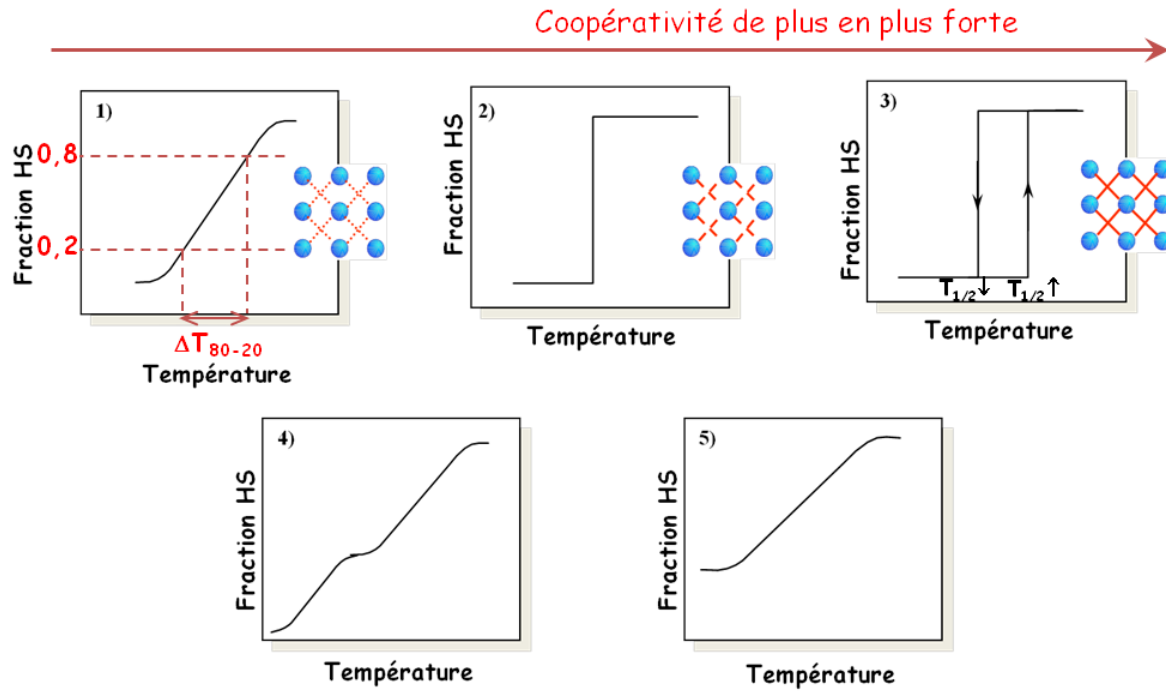 Coopérativité de plus en plus forte
1)
Fraction HS
0,8
0,2
ΔT80-20
Température
2)
Fraction HS
Température
3)
Fraction HS
T1/2↓ T1/2↑
Température
4)
Fraction HS
Température
5)
Fraction HS
Température